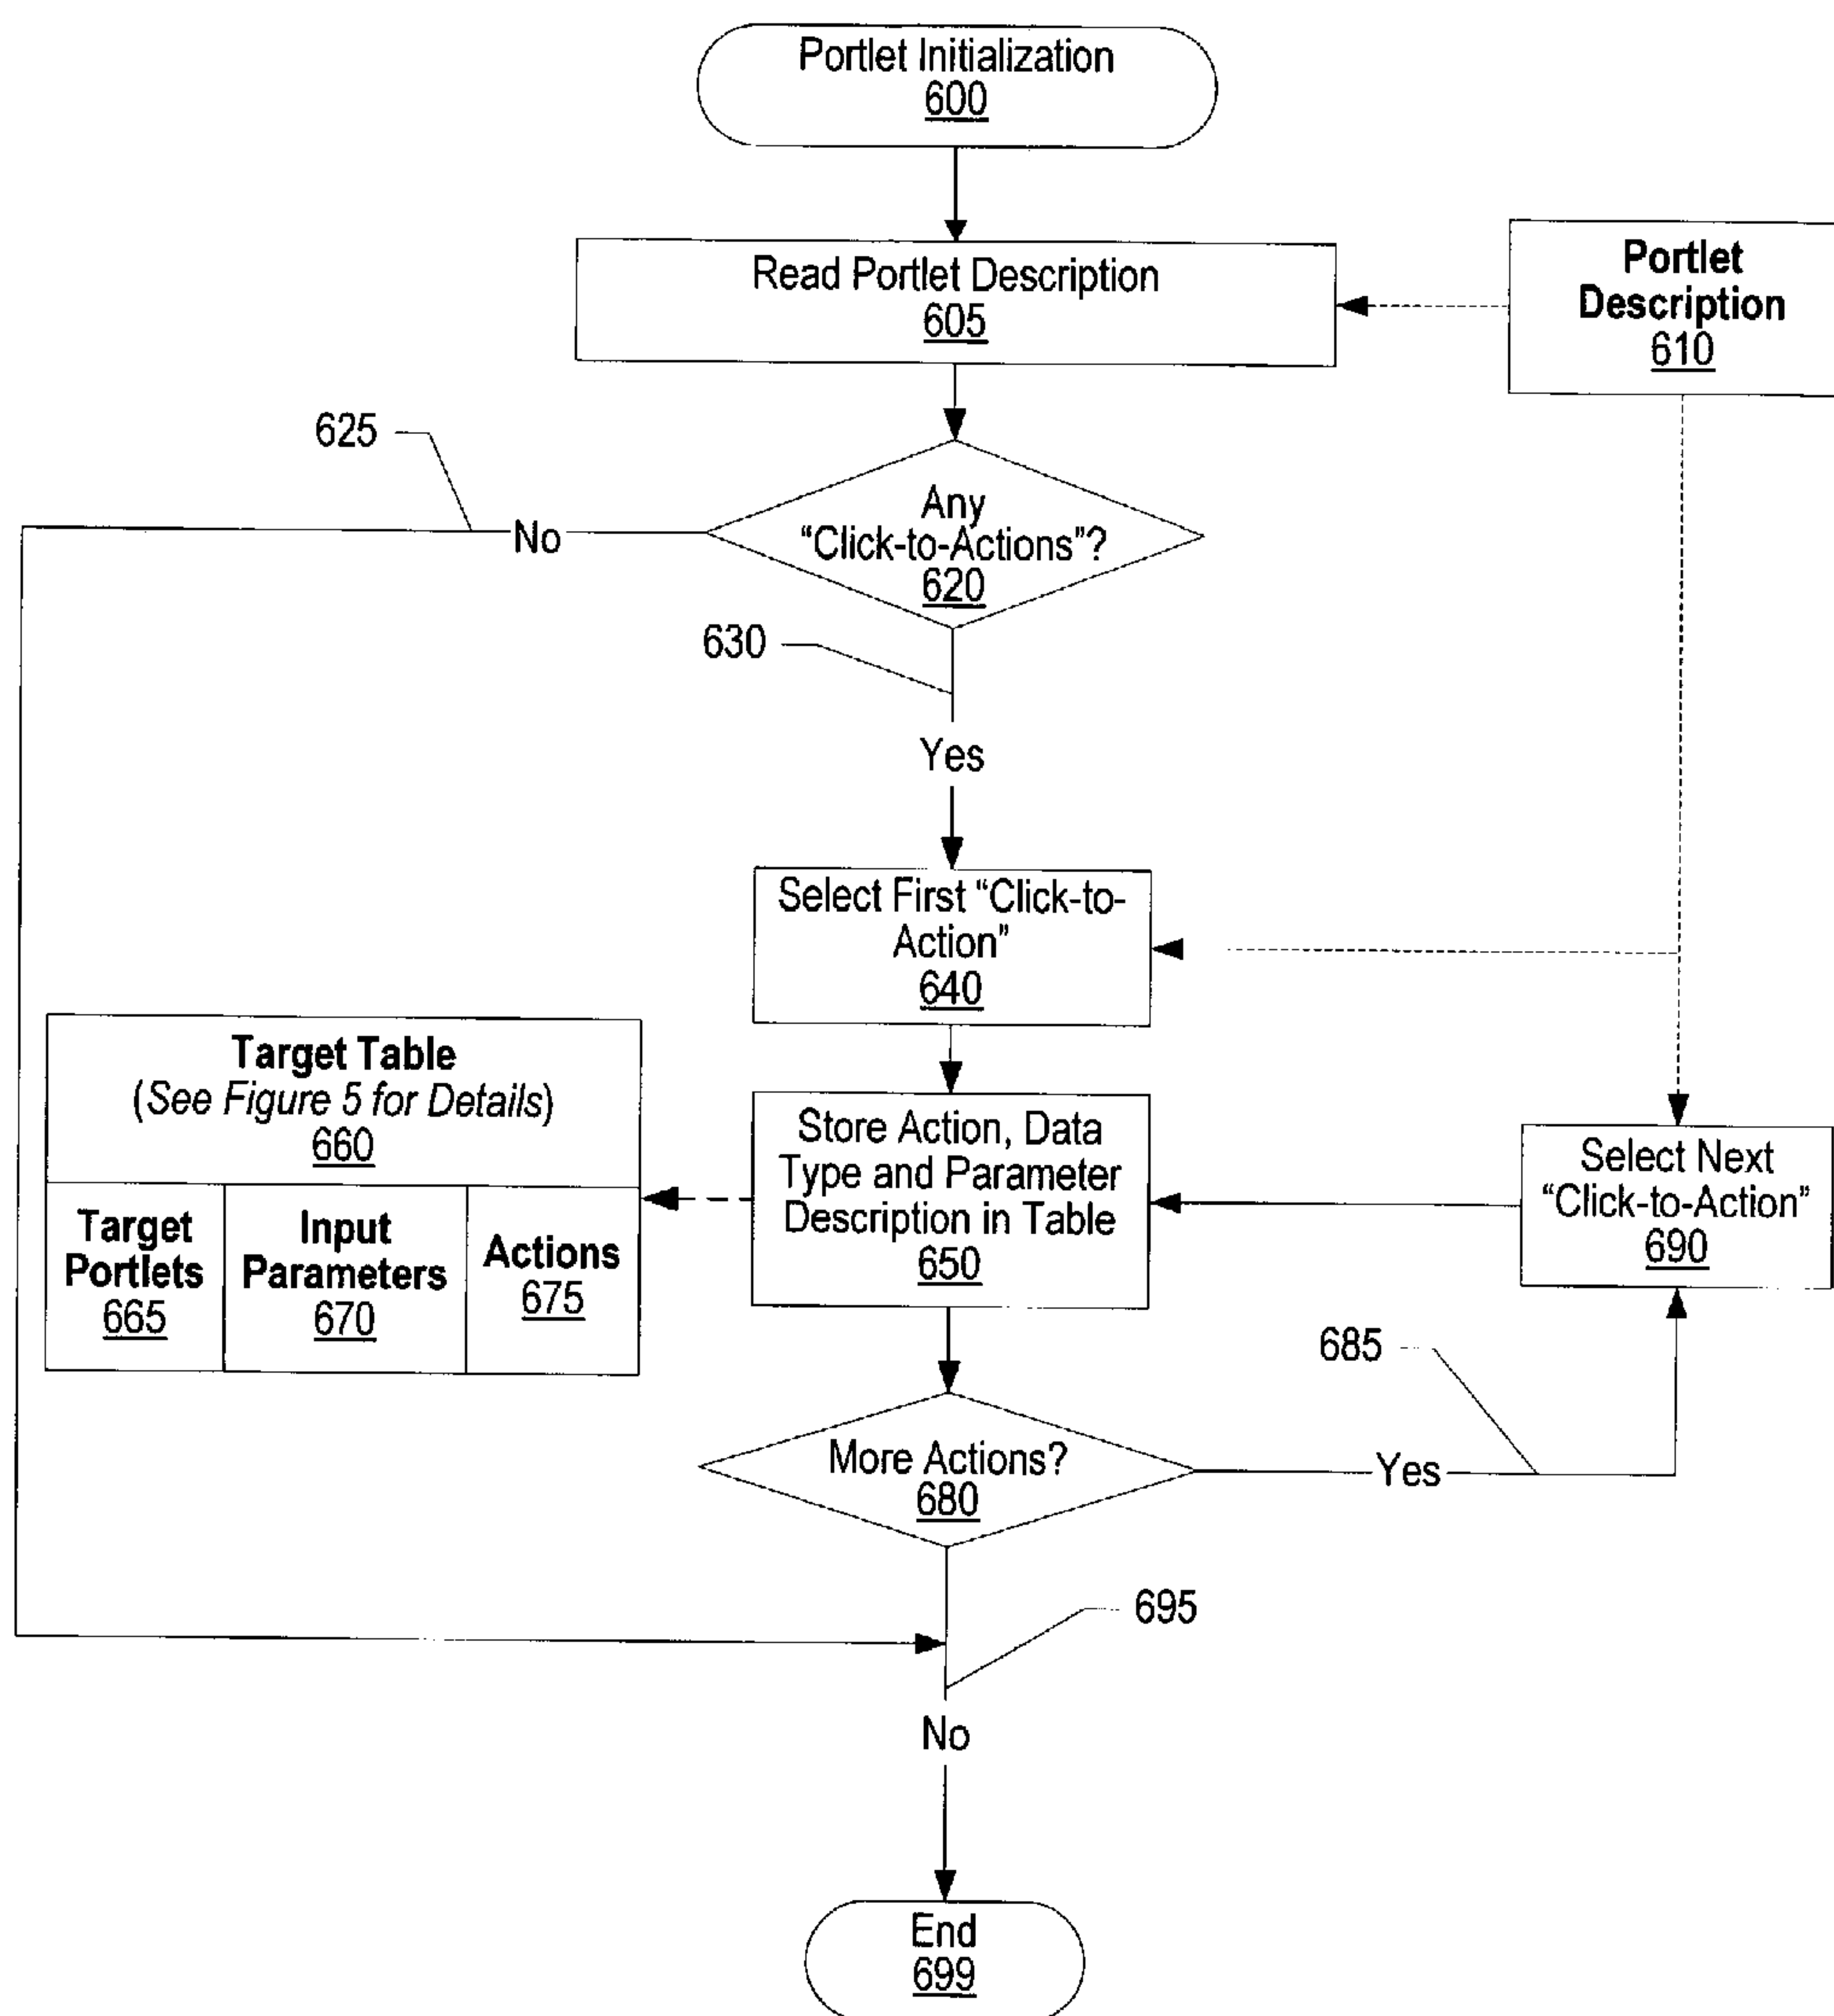 Portlet Initialization
600
Read Portlet Description
605
Portlet
Description
610
625
No
Any
“Click-to-Actions”?
620
630
Yes
Select First “Click-to-
Action”
640
Target Table
(See Figure 5 for Details)
660
Target
Portlets
665
Input
Parameters
670
Actions
675
Store Action, Data
Type and Parameter
Description in Table
650
Select Next
“Click-to-Action”
690
685
More Actions?
680
Yes
695
No
End
699